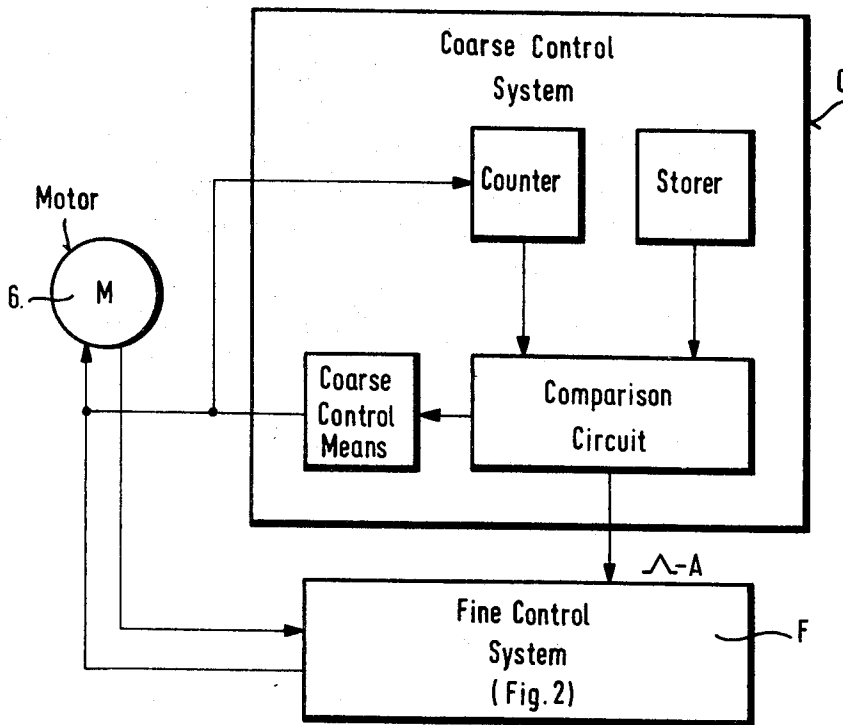 Coarse Control
System
Counter
Storer
Motor
6.
M
Coarse
Control
Means
Comparison
Circuit
-A
Fine Control
System
(Fig. 2)
F